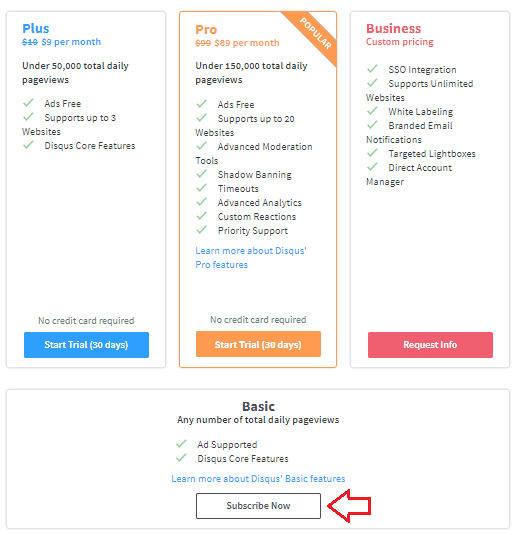 Plus
$10 $9 per month
Under 50,000 total daily
pageviews
Ads Free
Supports up to 3
Websites
Disqus Core Features
No credit card required
Start Trial (30 days)
POPULAR
Pro
$99 $89 per month
Under 150,000 total daily
pageviews
Ads Free
Supports up to 20
Websites
Advanced Moderation
Tools
Shadow Banning
Timeouts
Advanced Analytics
Custom Reactions
Priority Support
Learn more about Disqus'
Pro features
No credit card required
Start Trial (30 days)
Business
Custom pricing
SSO Integration
Supports Unlimited
Websites
White Labeling
Branded Email
Notifications
Targeted Lightboxes
Direct Account
Manager
Request Info
Basic
Any number of total daily pageviews
Ad Supported
Disqus Core Features
Learn more about Disqus' Basic features
Subscribe Now